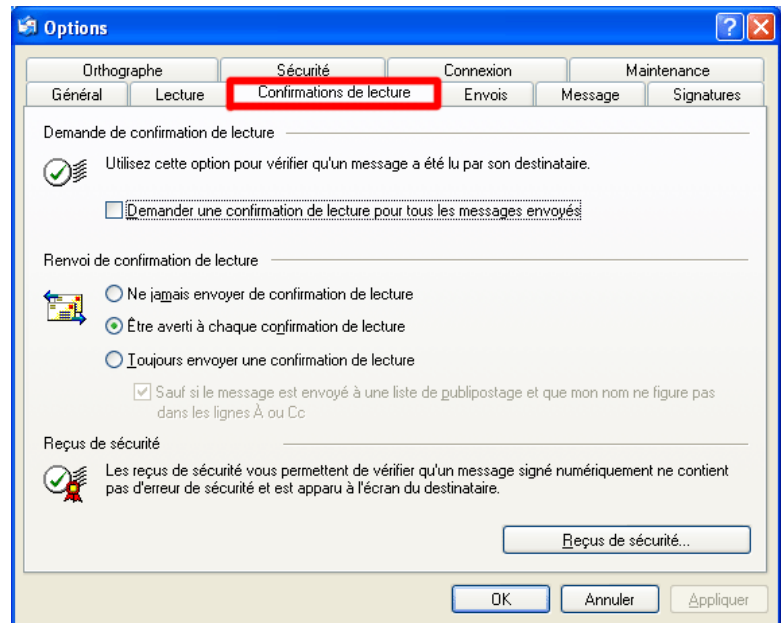 Options
Orthographe Sécurité Connexion Maintenance
Général Lecture Confirmations de lecture Envois Message Signatures
Demande de confirmation de lecture
Utilisez cette option pour vérifier qu'un message a été lu par son destinataire.
Demander une confirmation de lecture pour tous les messages envoyés
Renvoi de confirmation de lecture
Ne jamais envoyer de confirmation de lecture
Être averti à chaque confirmation de lecture
Toujours envoyer une confirmation de lecture
Sauf si le message est envoyé à une liste de publipostage et que mon nom ne figure pas
dans les lignes À ou Cc
Reçus de sécurité
Les reçus de sécurité vous permettent de vérifier qu'un message signé numériquement ne contient
pas d'erreur de sécurité et est apparu à l'écran du destinataire.
Reçus de sécurité...
OK Annuler Appliquer